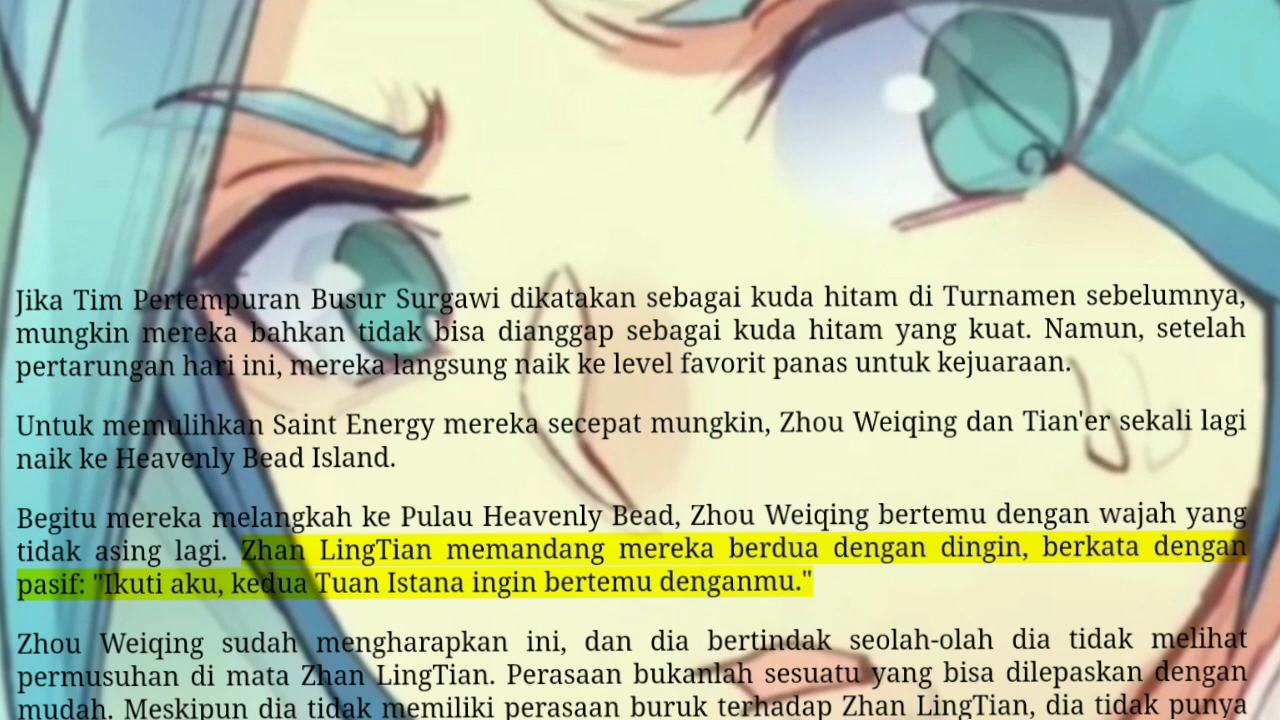 Jika Tim Pertempuran Busur Surgawi dikatakan sebagai kuda hitam di Turnamen sebelumnya,
mungkin mereka bahkan tidak bisa dianggap sebagai kuda hitam yang kuat. Namun, setelah
pertarungan hari ini, mereka langsung naik ke level favorit panas untuk kejuaraan.
Untuk memulihkan Saint Energy mereka secepat mungkin, Zhou Weiqing dan Tian'er sekali lagi
naik ke Heavenly Bead Island.
Begitu mereka melangkah ke Pulau Heavenly Bead, Zhou Weiqing bertemu dengan wajah yang
tidak asing lagi. Zhan LingTian memandang mereka berdua dengan dingin, berkata dengan
pasif: "Ikuti aku, kedua Tuan Istana ingin bertemu denganmu."
Zhou Weiqing sudah mengharapkan ini, dan dia bertindak seolah-olah dia tidak melihat
permusuhan di mata Zhan LingTian. Perasaan bukanlah sesuatu yang bisa dilepaskan dengan
mudah. Meskipun dia tidak memiliki perasaan buruk terhadap Zhan LingTian, dia tidak punya